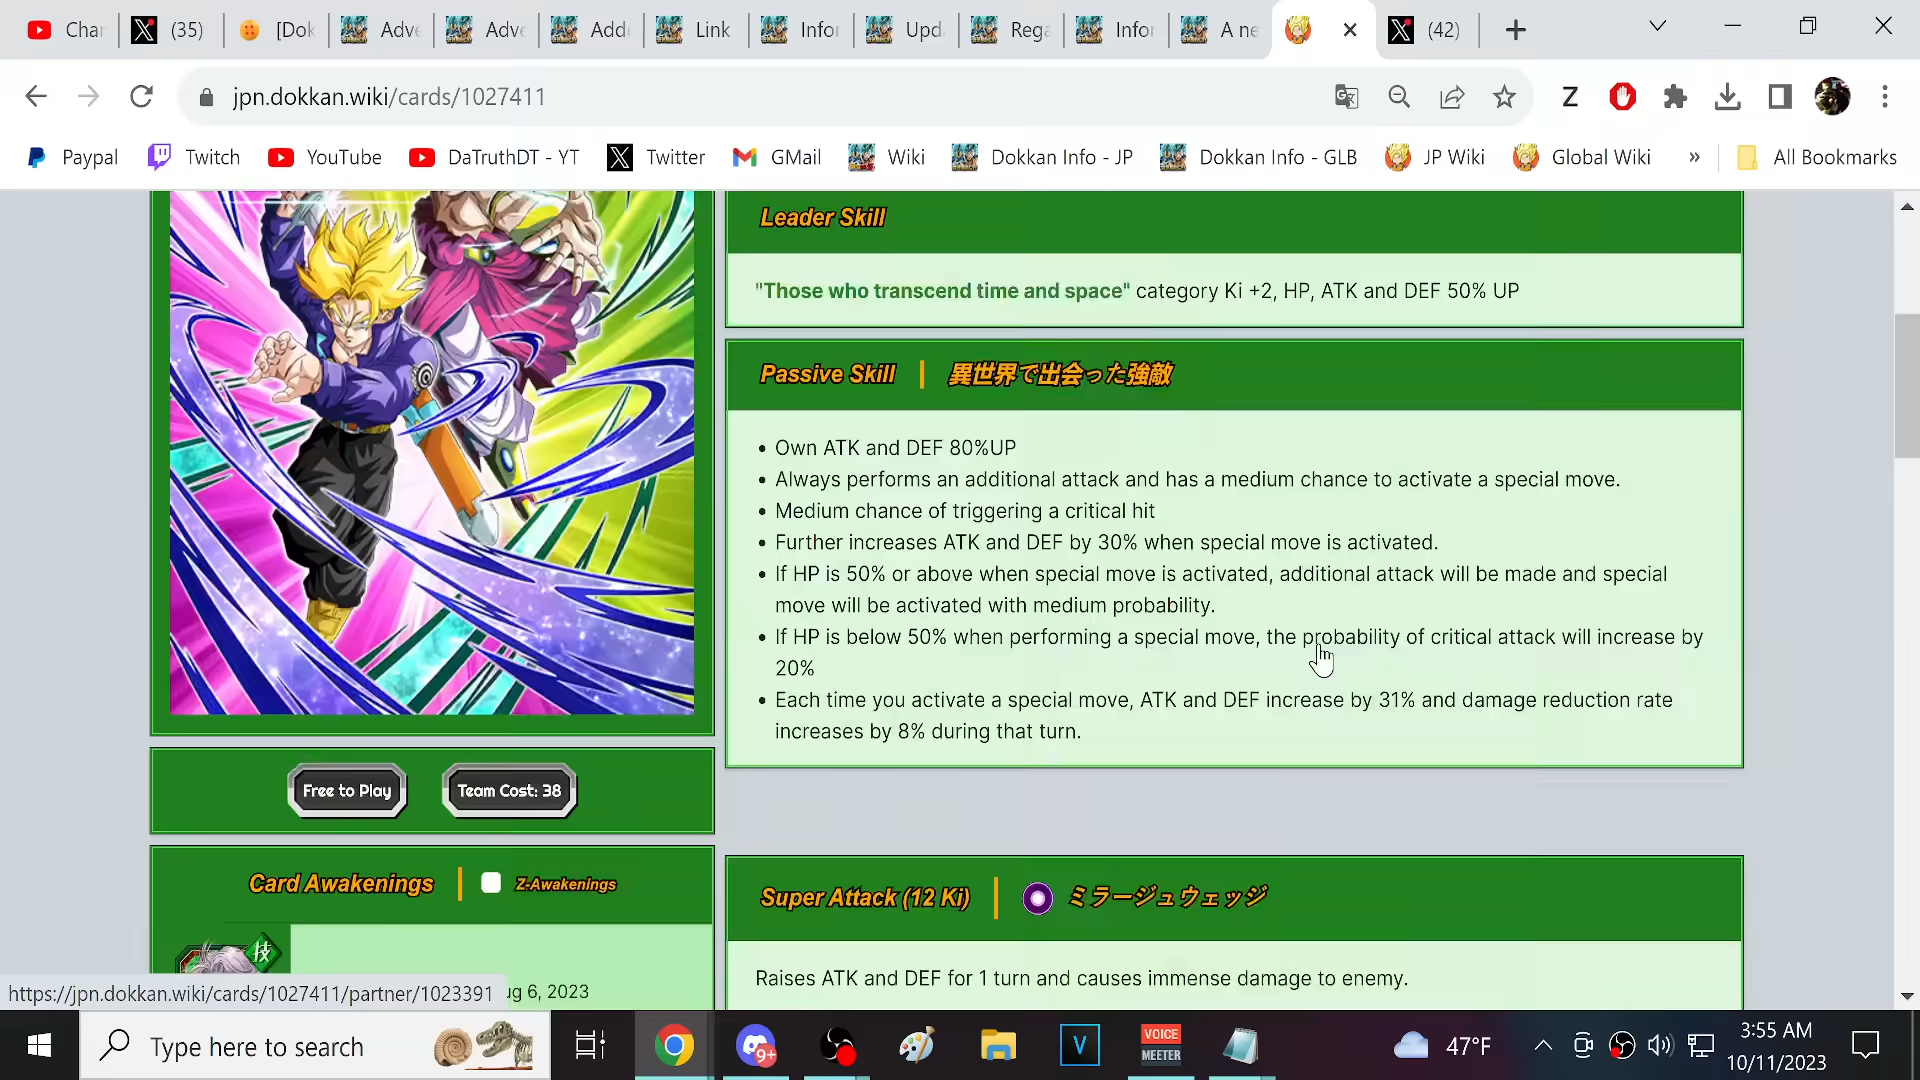 Char
(35)
[Dok
Adve
Adve
Addi
Link
Infor
Upda
Rega
Infor
A ne
(42)
jpn.dokkan.wiki/cards/1027411
Z
Paypal
Twitch
YouTube
DaTruthDT - YT
Twitter
GMail
Wiki
Dokkan Info - JP
Dokkan Info - GLB
JP Wiki
Global Wiki
»
All Bookmarks
Leader Skill
"Those who transcend time and space" category Ki +2, HP, ATK and DEF 50% UP
Passive Skill | 異世界で出会った強敵
• Own ATK and DEF 80%UP
• Always performs an additional attack and has a medium chance to activate a special move.
• Medium chance of triggering a critical hit
• Further increases ATK and DEF by 30% when special move is activated.
• If HP is 50% or above when special move is activated, additional attack will be made and special
move will be activated with medium probability.
• If HP is below 50% when performing a special move, the probability of critical attack will increase by
20%
• Each time you activate a special move, ATK and DEF increase by 31% and damage reduction rate
increases by 8% during that turn.
Free to Play
Team Cost: 38
Card Awakenings | Z-Awakenings
技
ug 6, 2023
Super Attack (12 Ki) | ミラージュウェッジ
Raises ATK and DEF for 1 turn and causes immense damage to enemy.
https://jpn.dokkan.wiki/cards/1027411/partner/1023391
Type here to search
9+
V
VOICE
MEETER
47°F
3:55 AM
10/11/2023